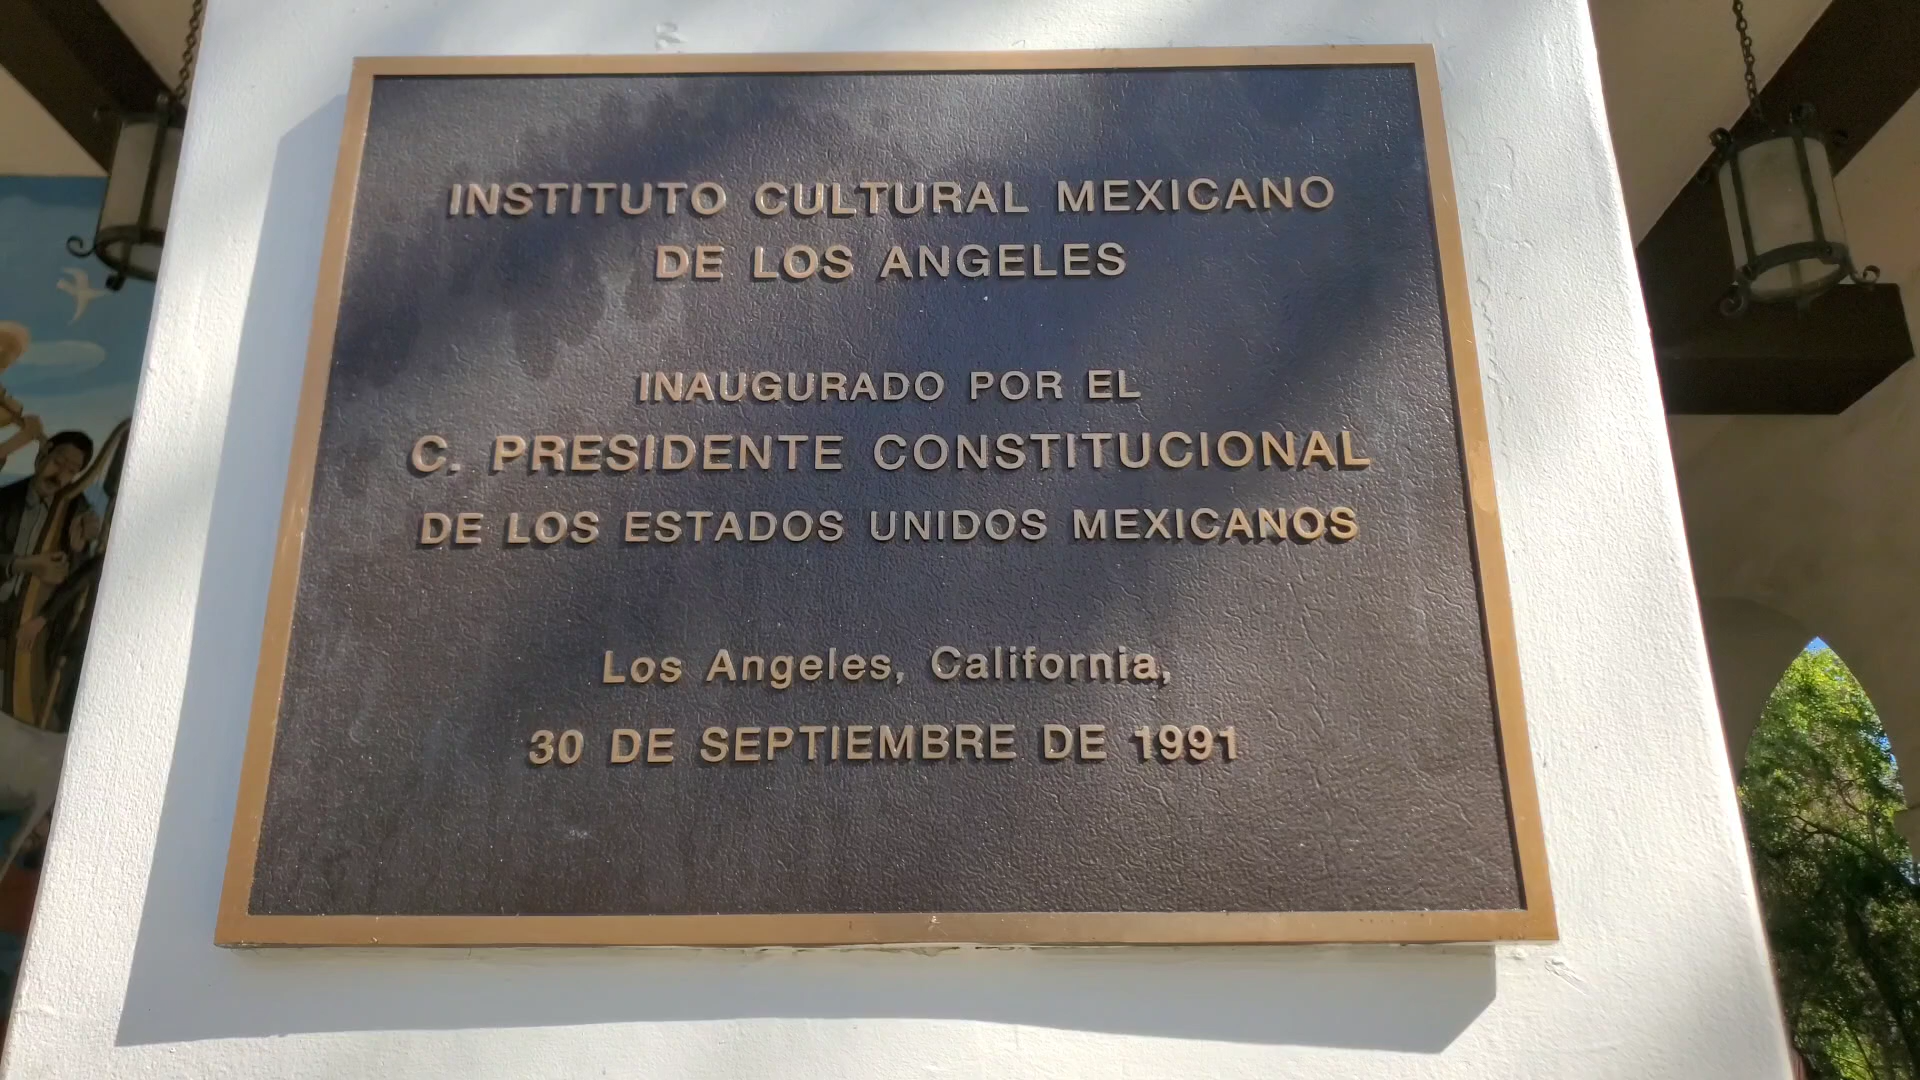 INSTITUTO CULTURAL MEXICANO
DE LOS ANGELES
INAUGURADO POR EL
C. PRESIDENTE CONSTITUCIONAL
DE LOS ESTADOS UNIDOS MEXICANOS
Los Angeles, California,
30 DE SEPTIEMBRE DE 1991